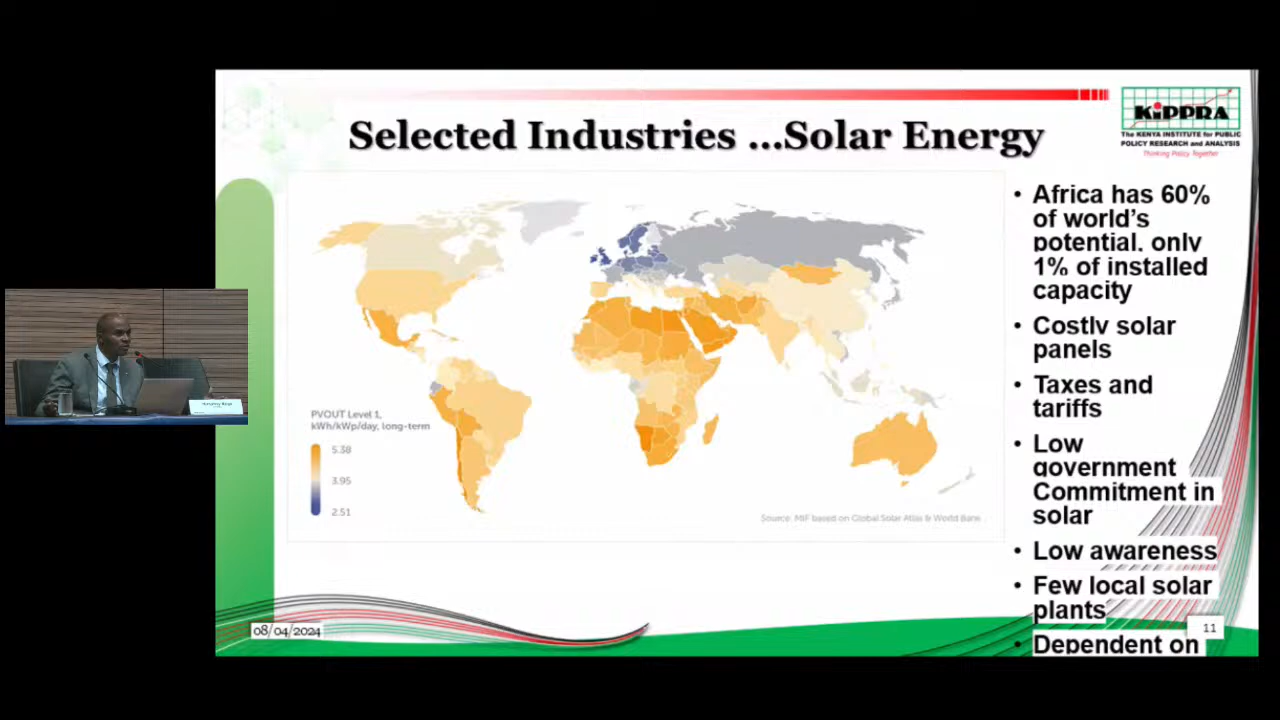 Selected Industries ...Solar Energy
KIPPRA
The KENYA INSTITUTE for PUBLIC
POLICY RESEARCH and ANALYSIS
Thinking Policy Together
PVOUT Level 1,
kWh/kWp/day, long-term
5.38
3.95
2.51
Source: MIF based on Global Solar Atlas & World Bank
• Africa has 60%
of world's
potential, only
1% of installed
capacity
• Costly solar
panels
• Taxes and
tariffs
• Low
government
Commitment in
solar
• Low awareness
• Few local solar
plants
• Dependent on
08/04/2024
11